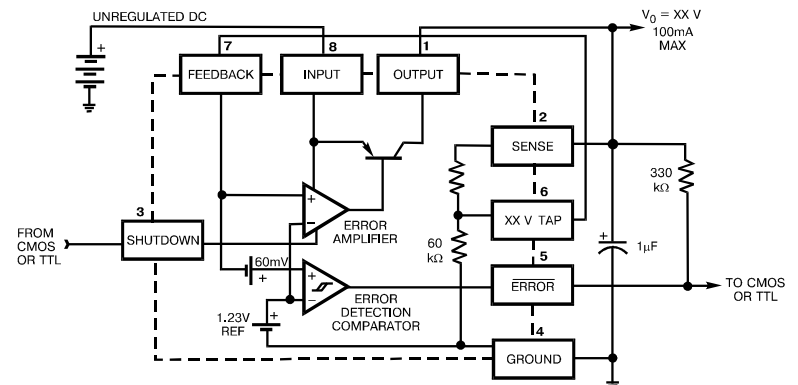 UNREGULATED DC
V0 = XX V
100mA
MAX
7
8
1
FEEDBACK
INPUT
OUTPUT
2
SENSE
330
kΩ
6
XX V TAP
3
SHUTDOWN
FROM
CMOS
OR TTL
+
–
ERROR
AMPLIFIER
60
kΩ
+
1µF
5
ERROR
60mV
+
+
–
ERROR
DETECTION
COMPARATOR
TO CMOS
OR TTL
1.23V
REF
+
4
GROUND
+